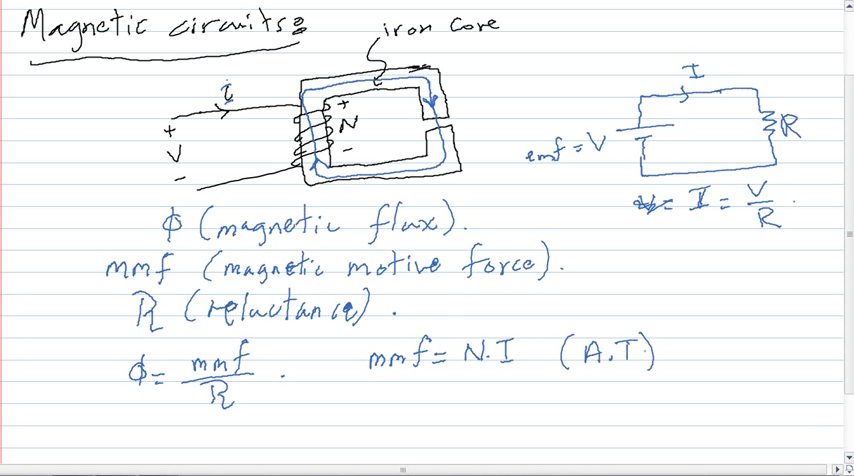 Magnetic circuits:
iron core
i
I
+
+
N
V
-
-
R
emf = V
I = V/R
ϕ (magnetic flux).
mmf (magnetic motive force).
R (reluctance).
ϕ = mmf/R . mmf = N.I (A.T)